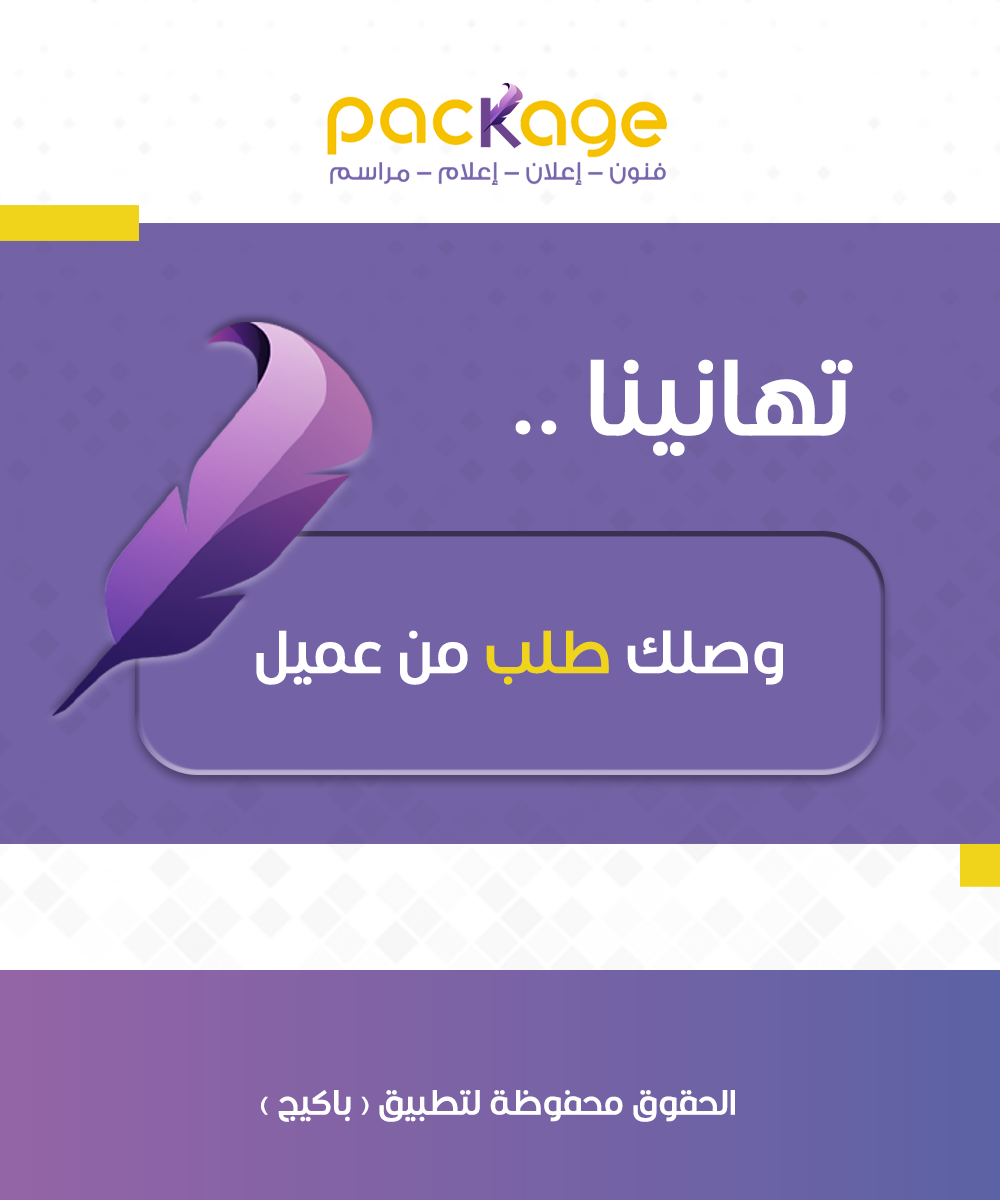 package
فنون – إعلان – إعلام – مراسم
تهانينا ..
وصلك طلب من عميل
الحقوق محفوظة لتطبيق ( باكيج )